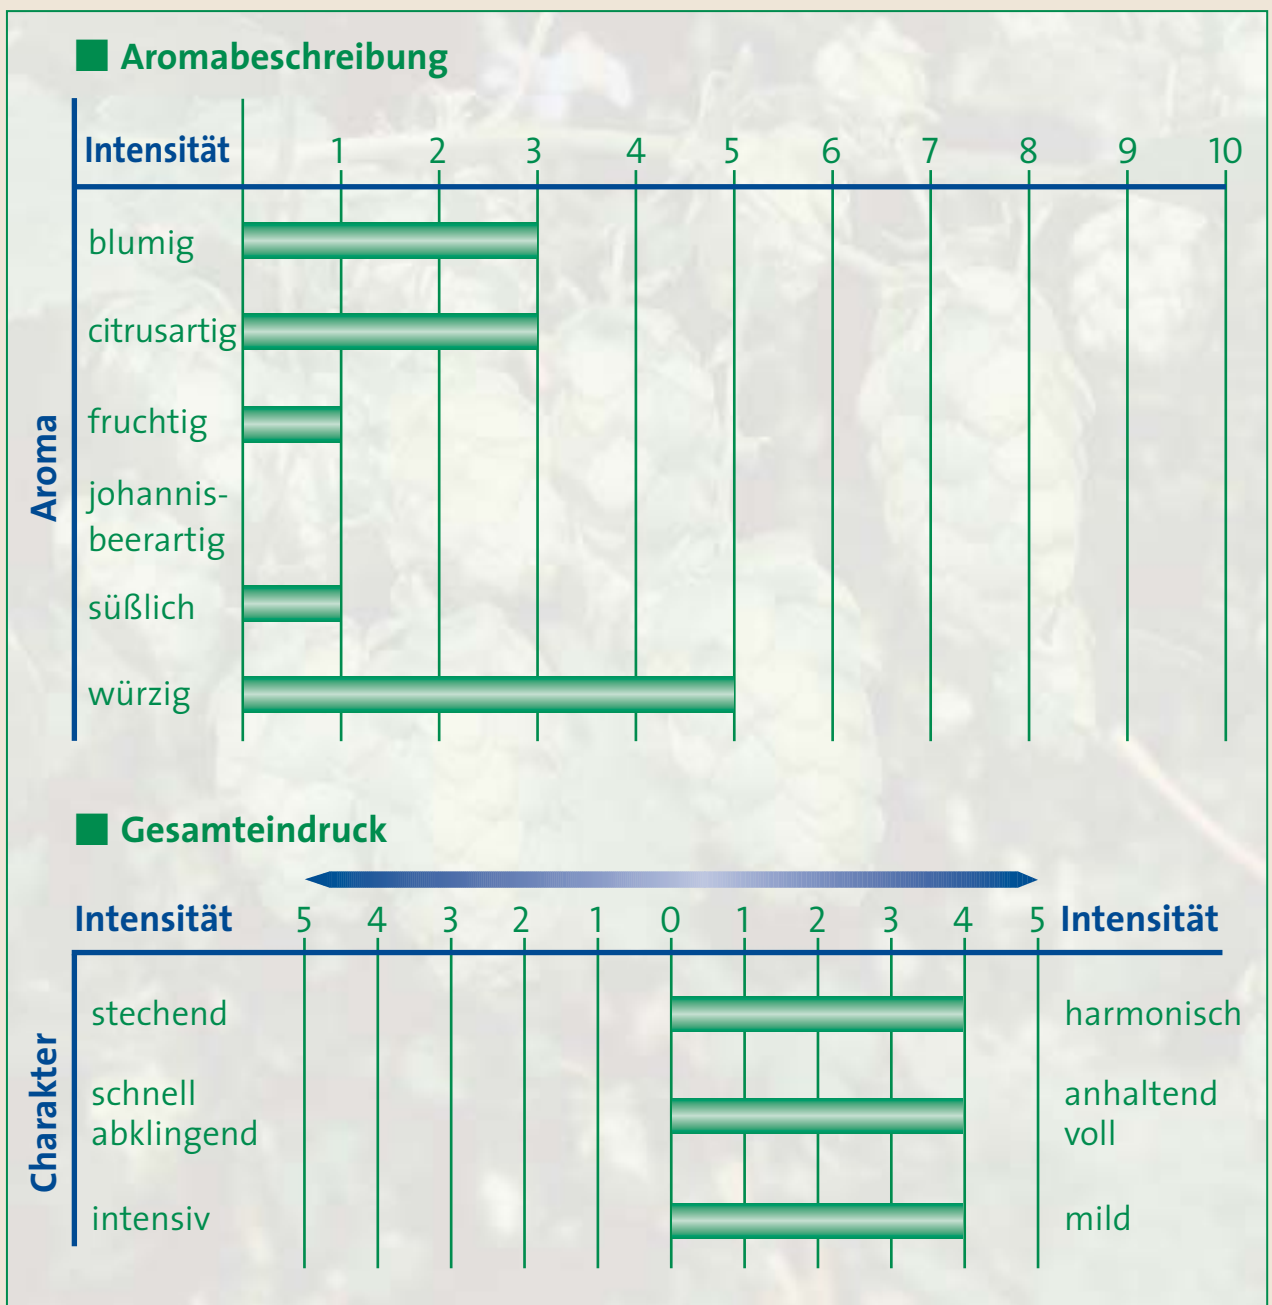 Aromabeschreibung
Intensität 1 2 3 4 5 6 7 8 9 10
Aroma
blumig
citrusartig
fruchtig
johannis-
beerartig
süßlich
würzig
Gesamteindruck
Intensität 5 4 3 2 1 0 1 2 3 4 5 Intensität
Charakter
stechend harmonisch
schnell anhaltend
abklingend voll
intensiv mild